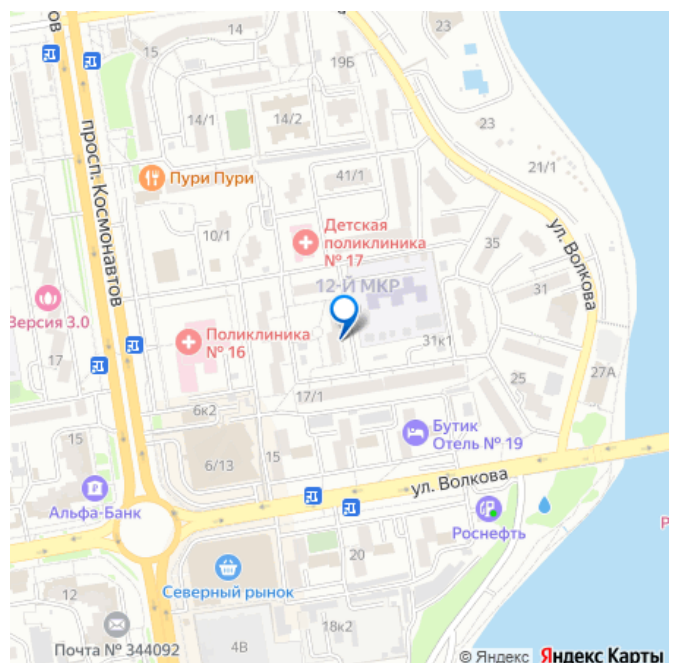 ОВ
15
14
19Б
14/1
14/2
23
21/1
просп. Космонавтов
Пури Пури
41/1
Детская
поликлиника
№ 17
10/1
35
ул. Волкова
12-Й МКР
31
Версия 3.0
Поликлиника
№ 16
31к1
17
27А
25
17/1
6к2
Бутик
Отель № 19
15
15
6/13
ул. Волкова
Альфа-Банк
Роснефть
Р
20
Северный рынок
12
18к2
Почта № 344092
4В
© Яндекс Яндекс Карты